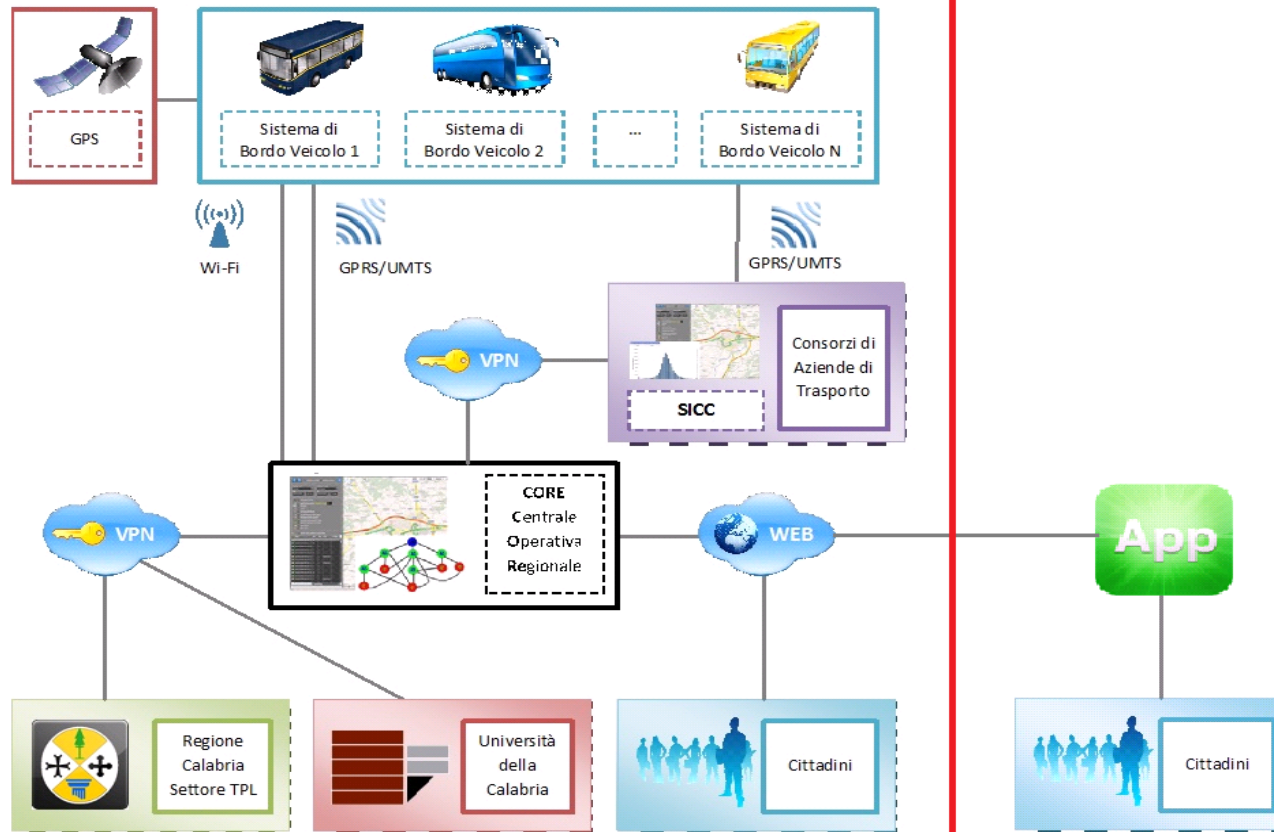 GPS
Sistema di
Bordo Veicolo 1
Sistema di
Bordo Veicolo 2
...
Sistema di
Bordo Veicolo N
Wi-Fi
GPRS/UMTS
GPRS/UMTS
VPN
SICC
Consorzi di
Aziende di
Trasporto
VPN
CORE
Centrale
Operativa
Regionale
WEB
App
Regione
Calabria
Settore TPL
Università
della
Calabria
Cittadini
Cittadini